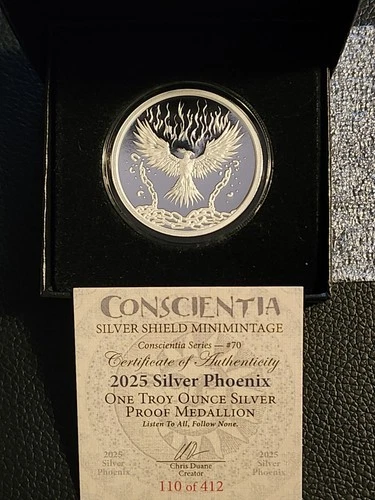 CONSCIENTIA
SILVER SHIELD MINIMINTAGE
Conscientia Series — #70
Certificate of Authenticity
2025 Silver Phoenix
ONE TROY OUNCE SILVER
PROOF MEDALLION
Listen To All, Follow None.
2025
Silver
Phoenix
Chris Duane
Creator
2025
Silver
Phoenix
110 of 412